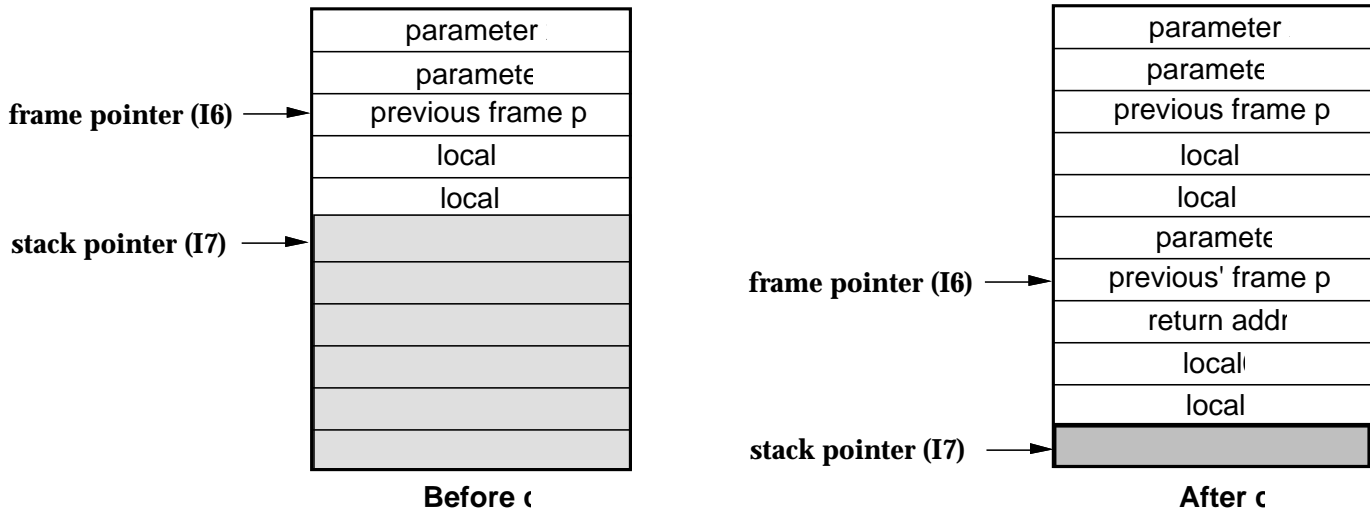 parameter
paramete
frame pointer (I6)
previous frame p
local
local
stack pointer (I7)
Before
parameter
paramete
previous frame p
local
local
paramete
frame pointer (I6)
previous' frame p
return addr
local
local
stack pointer (I7)
After